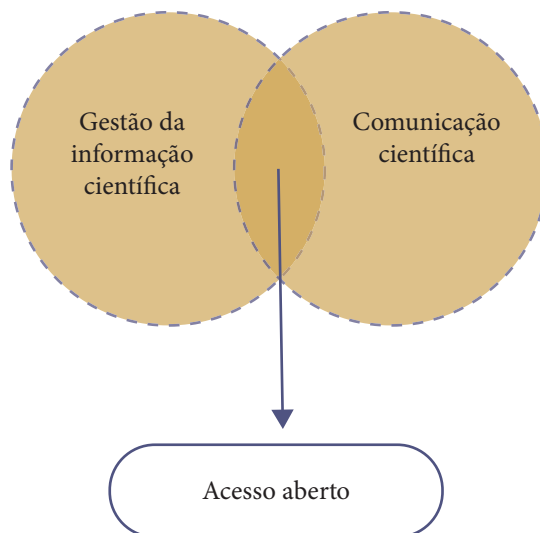 Gestão da
informação
científica
Comunicação
científica
Acesso aberto